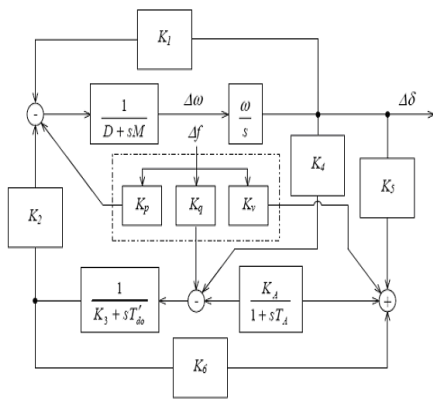 K1
-
1
D + sM
Δω
ω
s
Δδ
Δf
K4
K5
K2
Kp
Kq
Kv
1
K3 + sT'do
-
KA
1 + sTA
+
K6